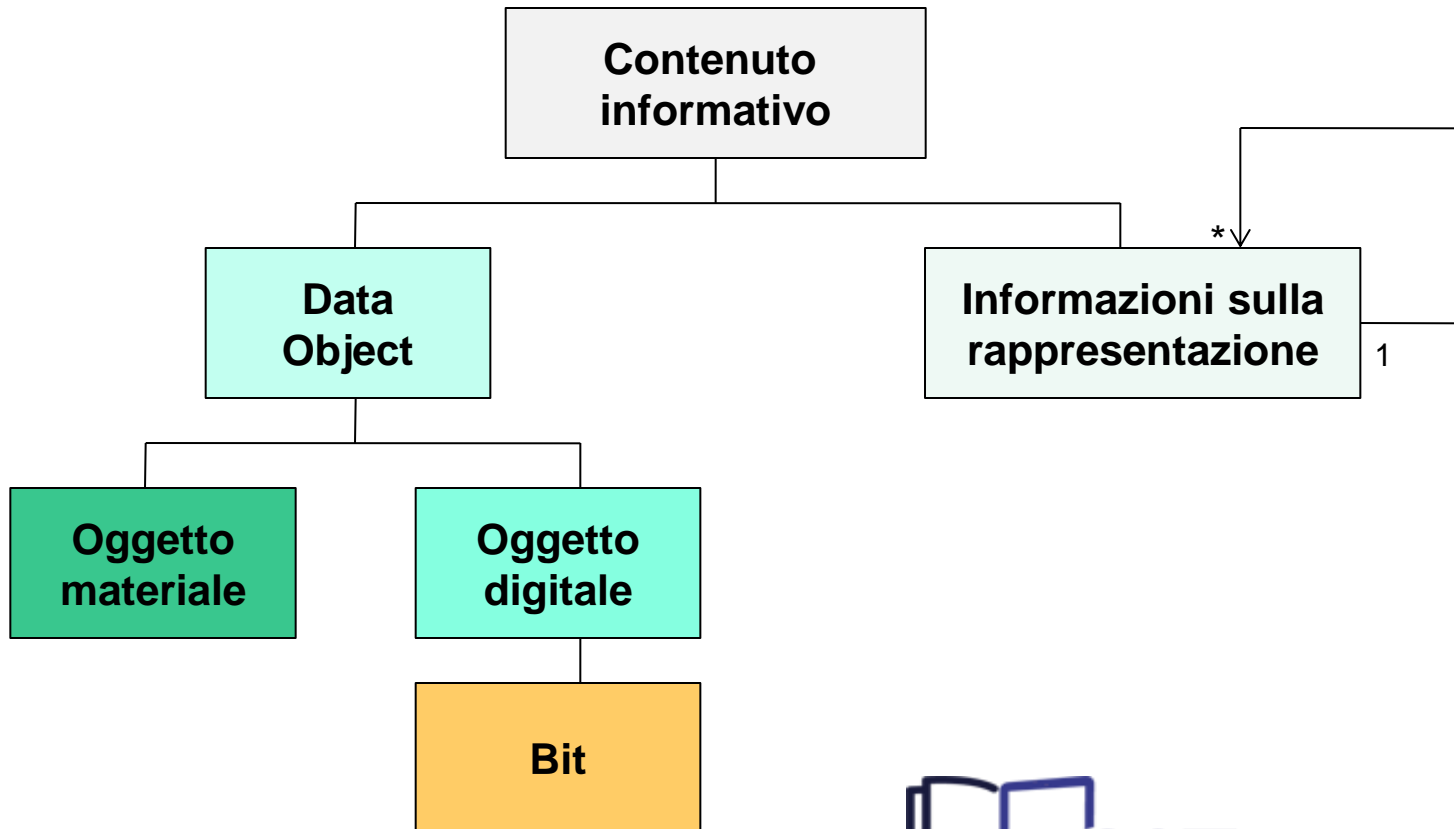 Contenuto
informativo
*
Data
Object
Informazioni sulla
rappresentazione
1
Oggetto
materiale
Oggetto
digitale
Bit